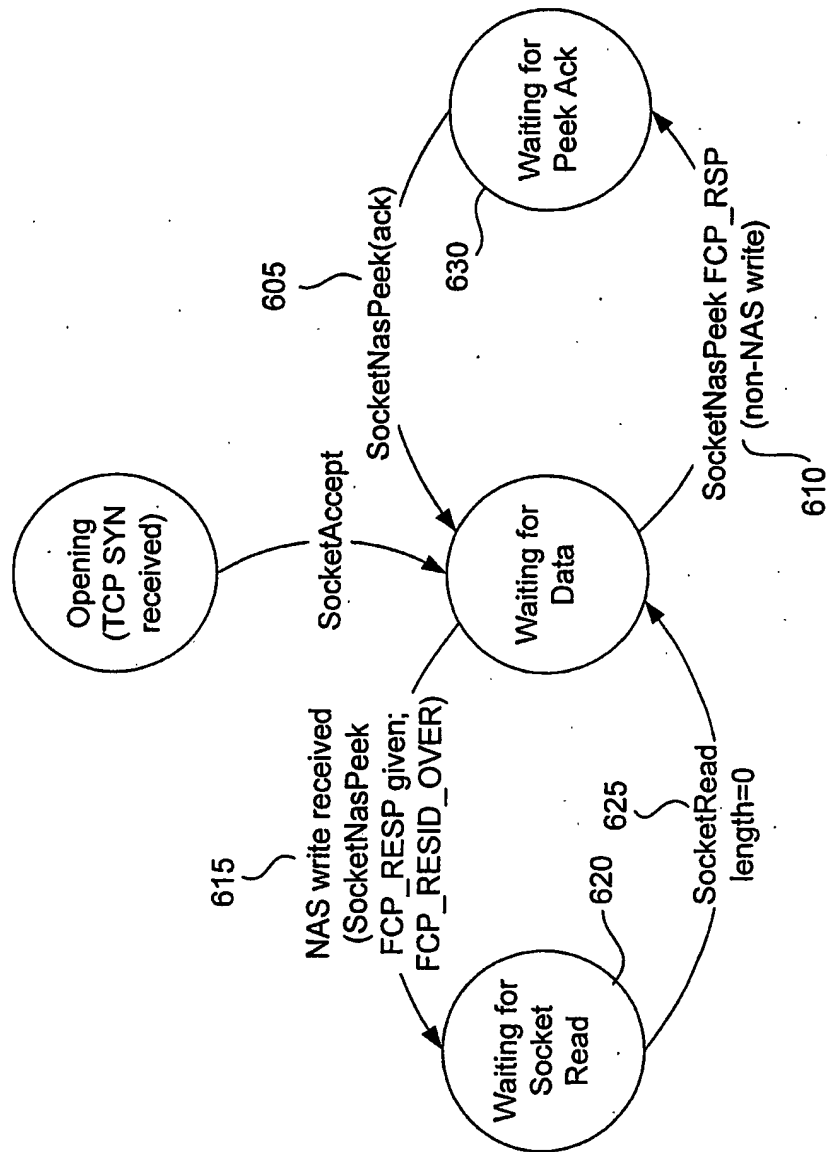 Opening
(TCP SYN
received)
SocketAccept
615
NAS write received
(SocketNasPeek
FCP_RESP given;
FCP_RESID_OVER)
605
SocketNasPeek(ack)
Waiting for
Socket
Read
620
Waiting for
Data
630
Waiting for
Peek Ack
625
SocketRead
length=0
SocketNasPeek FCP_RSP
(non-NAS write)
610